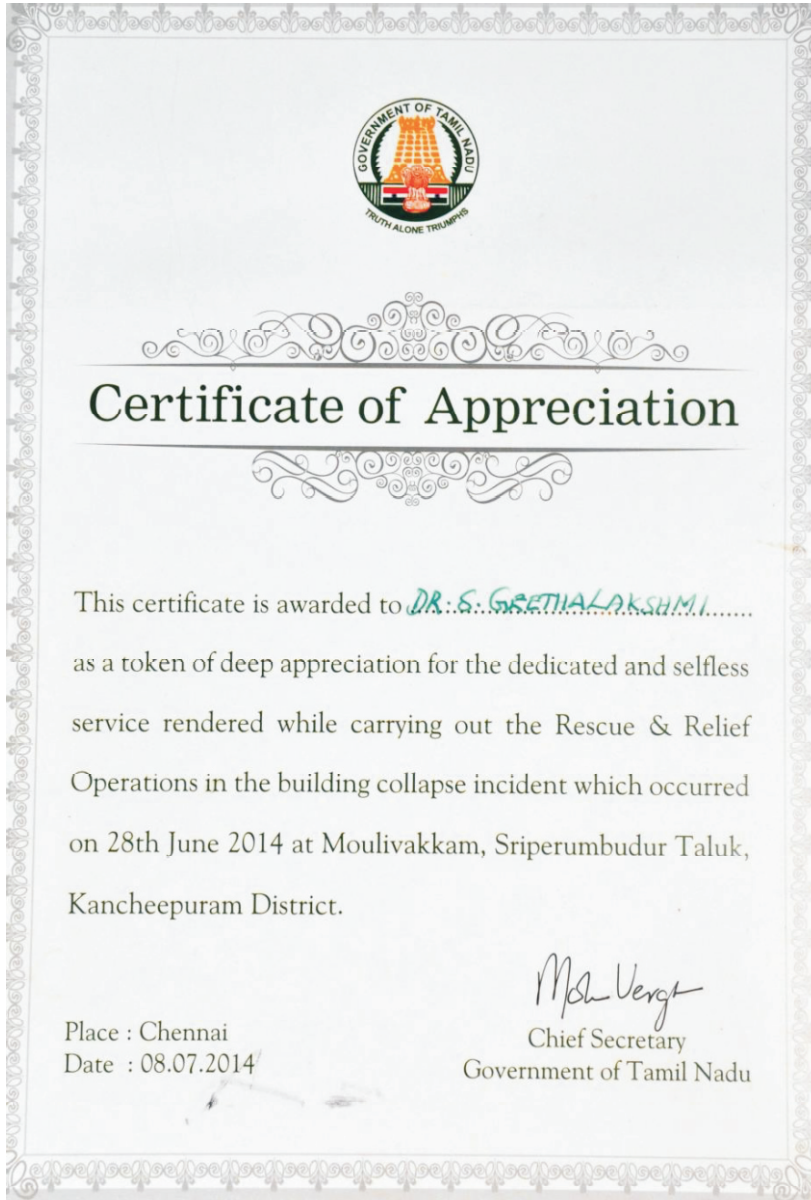 GOVERNMENT OF TAMIL NADU
TRUTH ALONE TRIUMPHS
Certificate of Appreciation
This certificate is awarded to DR. S. GEETHALAKSHMI
as a token of deep appreciation for the dedicated and selfless
service rendered while carrying out the Rescue & Relief
Operations in the building collapse incident which occurred
on 28th June 2014 at Moulivakkam, Sriperumbudur Taluk,
Kancheepuram District.
Place : Chennai
Date : 08.07.2014
Chief Secretary
Government of Tamil Nadu